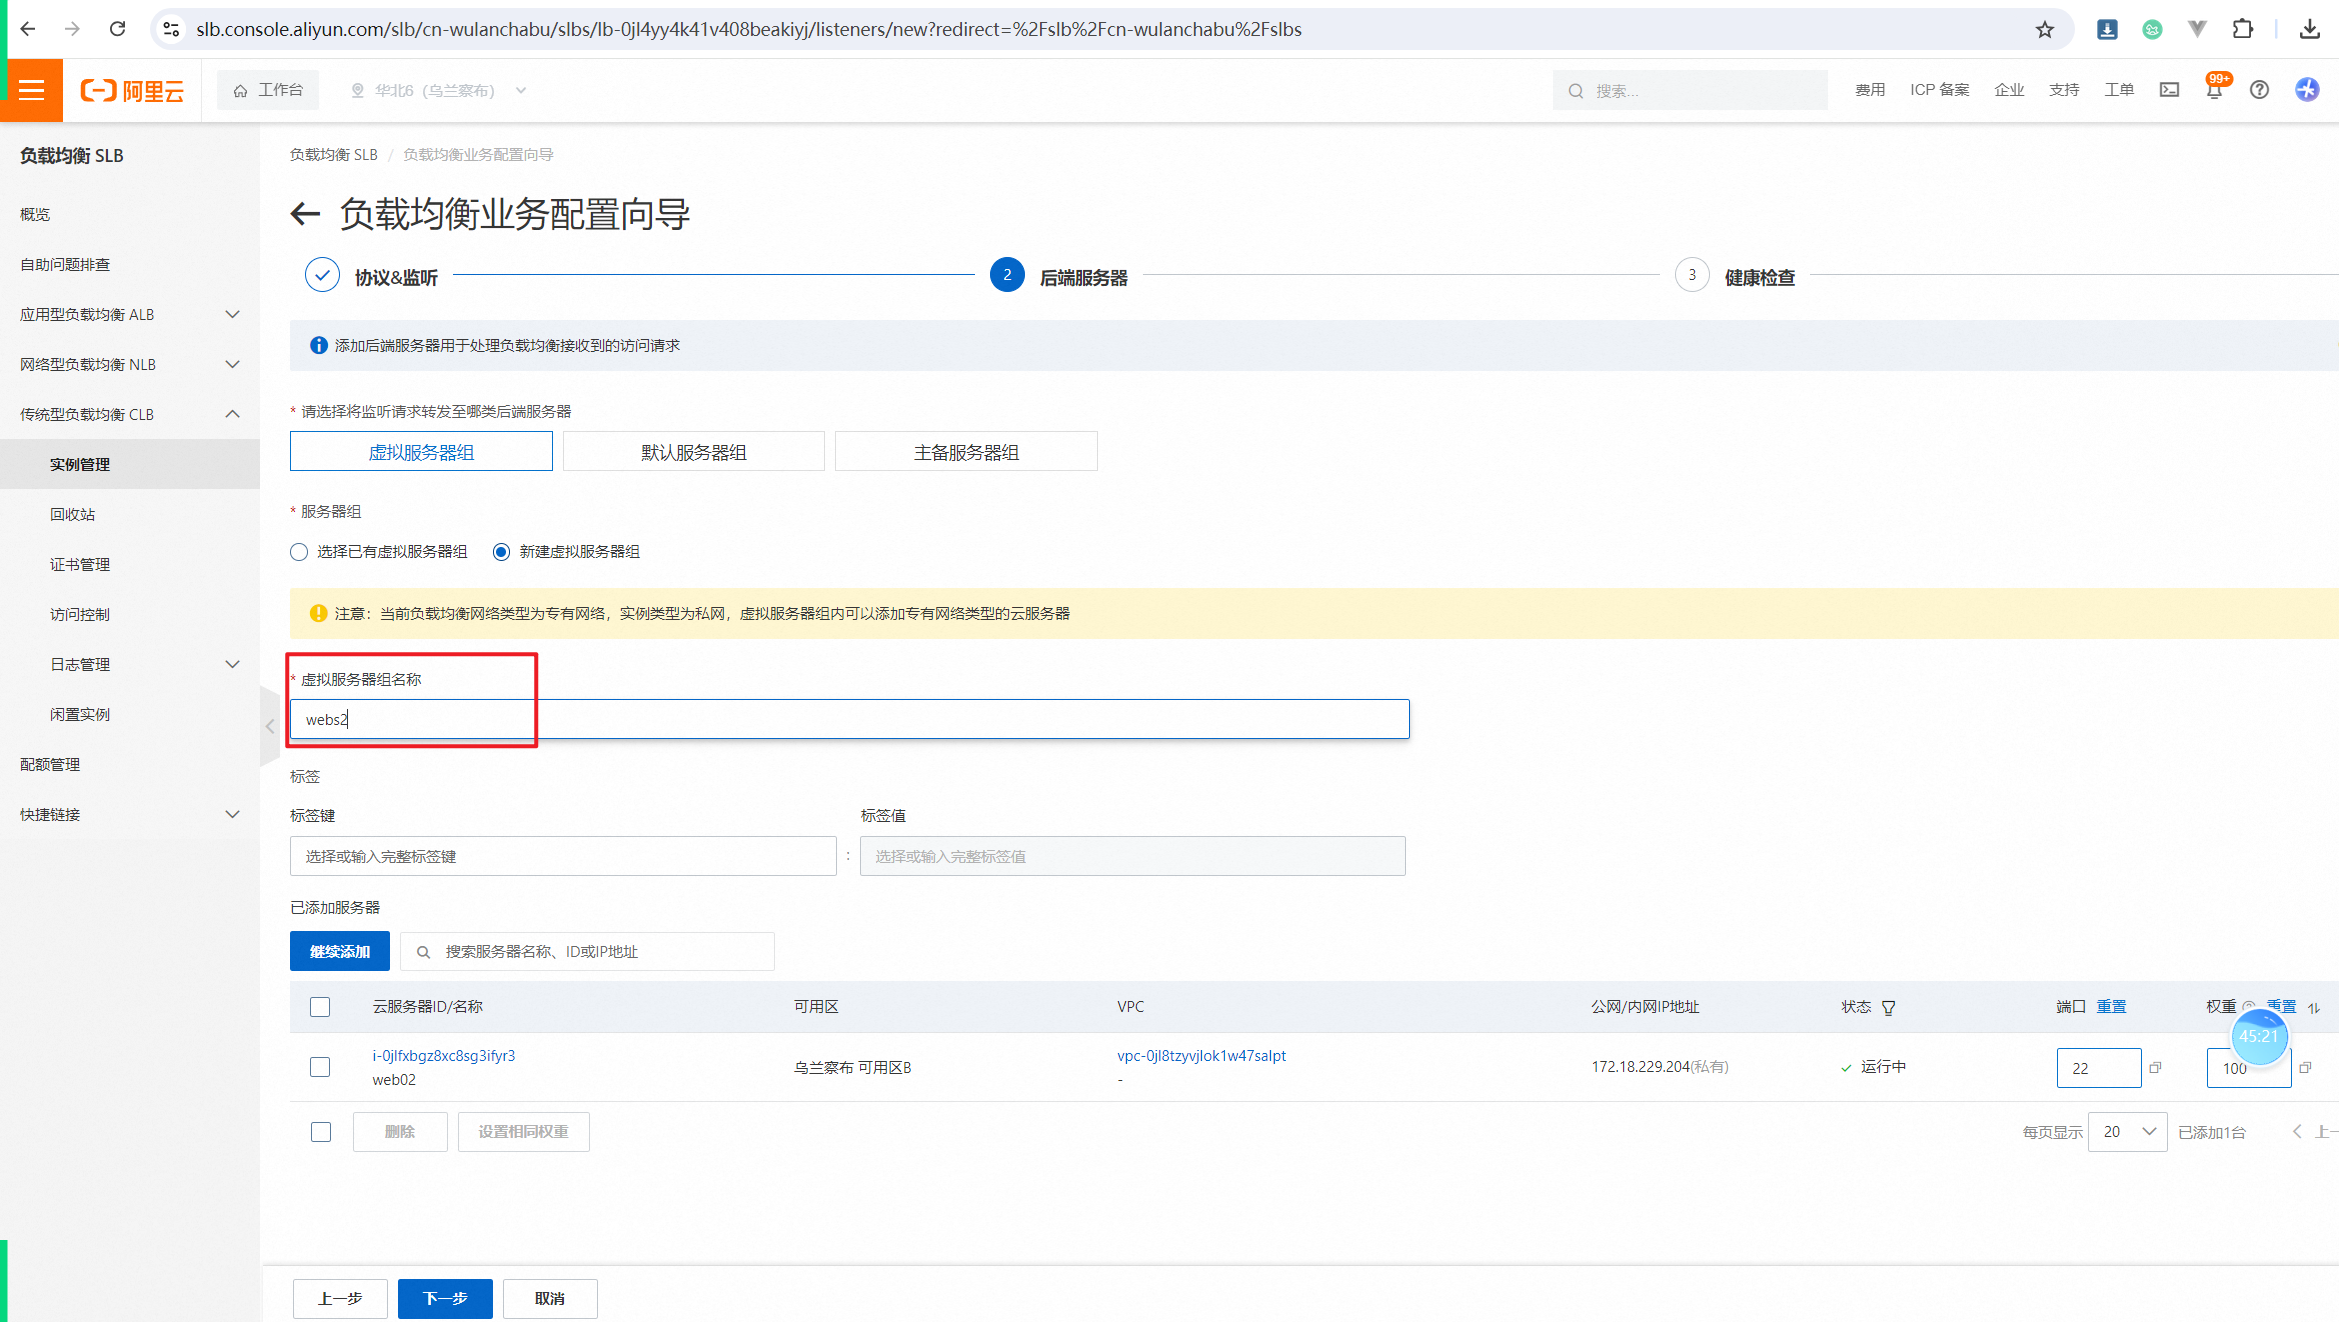 slb.console.aliyun.com/slb/cn-wulanchabu/slbs/lb-0jl4yy4k41v408beakiyj/listeners/new?redirect=%2Fslb%2Fcn-wulanchabu%2Fslbs
阿里云
工作台
华北6（乌兰察布）
搜索...
费用
ICP 备案
企业
支持
工单
99+
负载均衡 SLB
概览
自助问题排查
应用型负载均衡 ALB
网络型负载均衡 NLB
传统型负载均衡 CLB
实例管理
回收站
证书管理
访问控制
日志管理
闲置实例
配额管理
快捷链接
负载均衡 SLB / 负载均衡业务配置向导
负载均衡业务配置向导
协议&监听
2 后端服务器
3 健康检查
添加后端服务器用于处理负载均衡接收到的访问请求
* 请选择将监听请求转发至哪类后端服务器
虚拟服务器组
默认服务器组
主备服务器组
* 服务器组
选择已有虚拟服务器组
新建虚拟服务器组
注意：当前负载均衡网络类型为专有网络，实例类型为私网，虚拟服务器组内可以添加专有网络类型的云服务器
* 虚拟服务器组名称
webs2
标签
标签键
标签值
选择或输入完整标签键
:
选择或输入完整标签值
已添加服务器
继续添加
搜索服务器名称、ID或IP地址
云服务器ID/名称
可用区
VPC
公网/内网IP地址
状态
端口 重置
权重 重置
45:21
i-0jlfxbgz8xc8sg3ifyr3
web02
乌兰察布 可用区B
vpc-0jl8tzyvjlok1w47salpt
-
172.18.229.204(私有)
运行中
22
100
删除
设置相同权重
每页显示
20
已添加1台
上一
上一步
下一步
取消